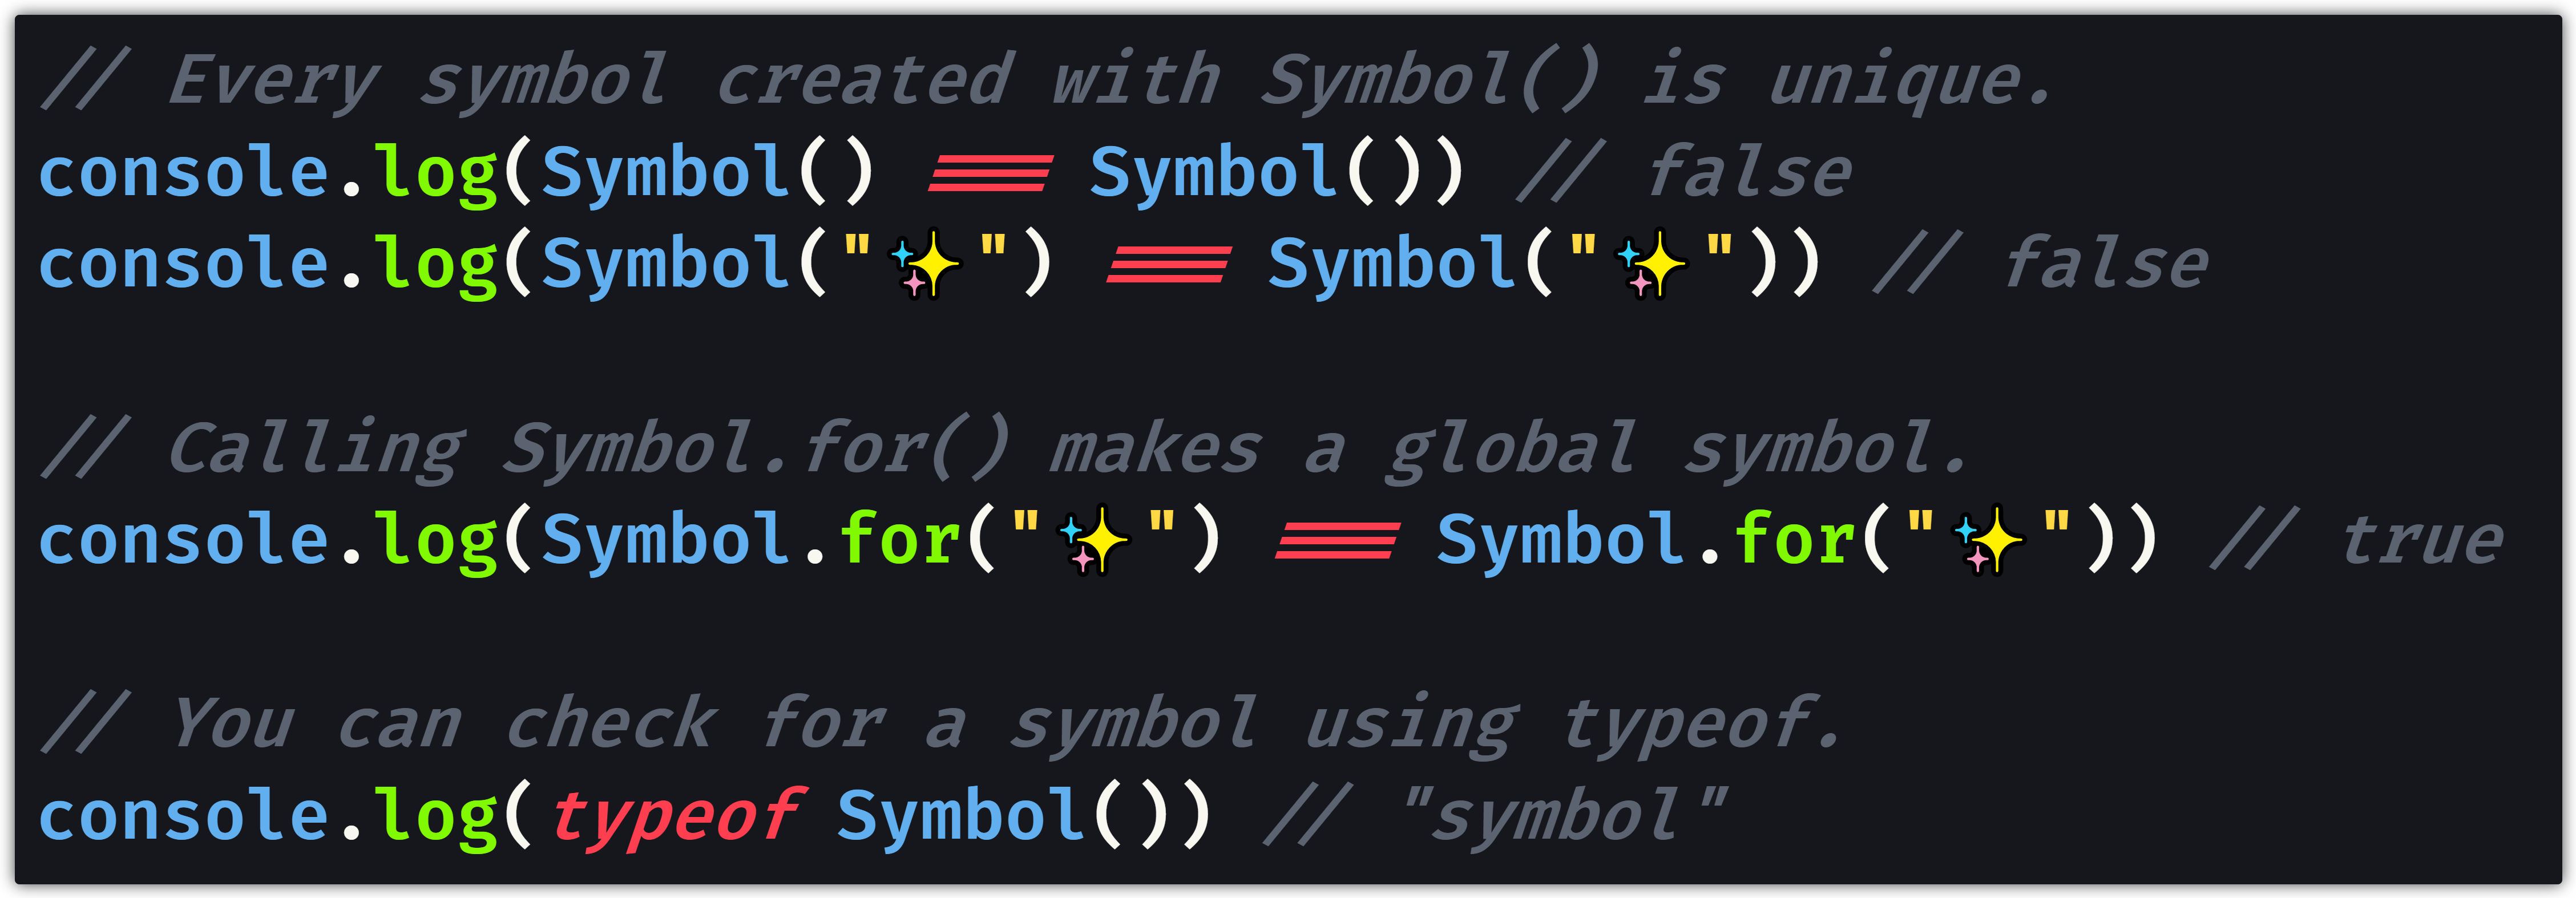 // Every symbol created with Symbol() is unique.
console.log(Symbol() === Symbol()) // false
console.log(Symbol("✨") === Symbol("✨")) // false
// Calling Symbol.for() makes a global symbol.
console.log(Symbol.for("✨") === Symbol.for("✨")) // true
// You can check for a symbol using typeof.
console.log(typeof Symbol()) // "symbol"